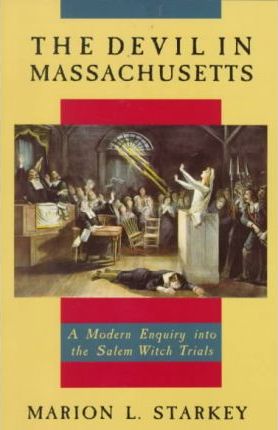 THE DEVIL IN
MASSACHUSETTS
A Modern Enquiry into
the Salem Witch Trials
MARION L. STARKEY